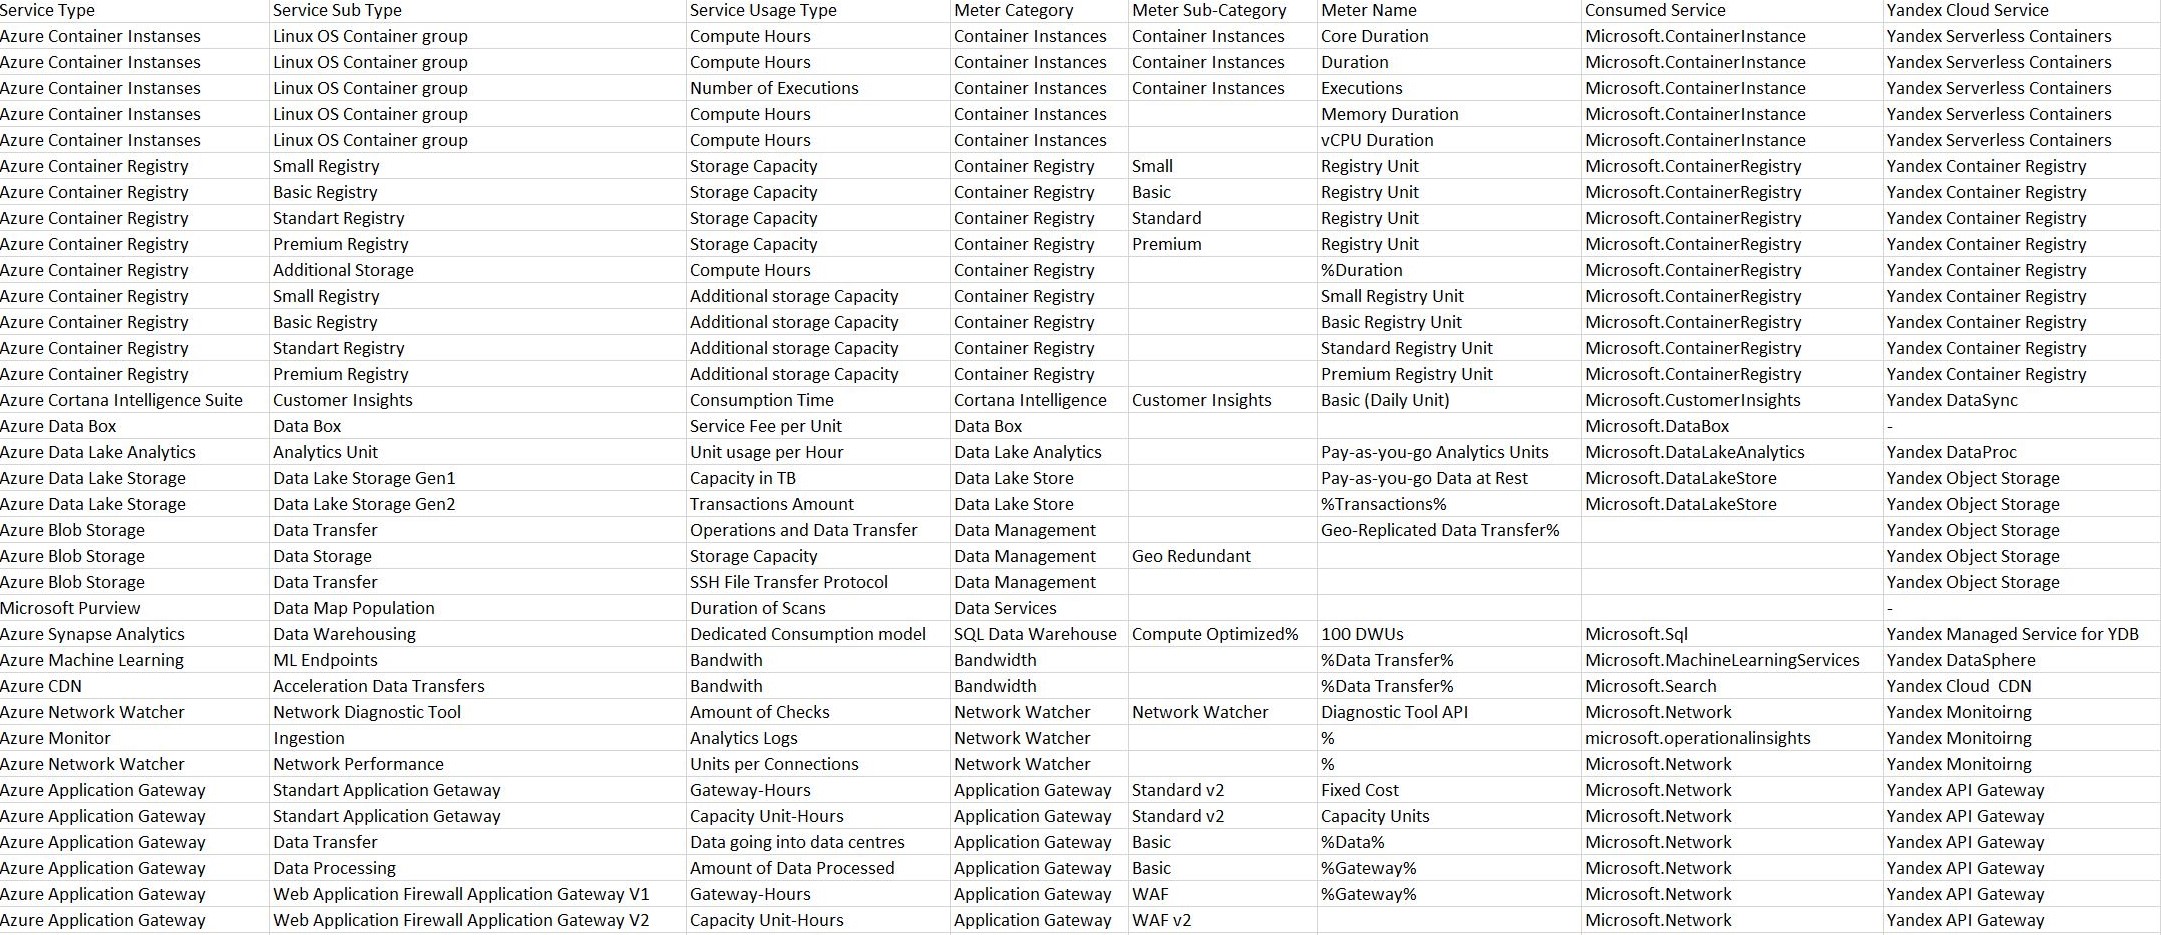 Service Type Service Sub Type Service Usage Type Meter Category Meter Sub-Category Meter Name Consumed Service Yandex Cloud Service
Azure Container Instanses Linux OS Container group Compute Hours Container Instances Container Instances Core Duration Microsoft.ContainerInstance Yandex Serverless Containers
Azure Container Instanses Linux OS Container group Compute Hours Container Instances Container Instances Duration Microsoft.ContainerInstance Yandex Serverless Containers
Azure Container Instanses Linux OS Container group Number of Executions Container Instances Container Instances Executions Microsoft.ContainerInstance Yandex Serverless Containers
Azure Container Instanses Linux OS Container group Compute Hours Container Instances Memory Duration Microsoft.ContainerInstance Yandex Serverless Containers
Azure Container Instanses Linux OS Container group Compute Hours Container Instances vCPU Duration Microsoft.ContainerInstance Yandex Serverless Containers
Azure Container Registry Small Registry Storage Capacity Container Registry Small Registry Unit Microsoft.ContainerRegistry Yandex Container Registry
Azure Container Registry Basic Registry Storage Capacity Container Registry Basic Registry Unit Microsoft.ContainerRegistry Yandex Container Registry
Azure Container Registry Standart Registry Storage Capacity Container Registry Standard Registry Unit Microsoft.ContainerRegistry Yandex Container Registry
Azure Container Registry Premium Registry Storage Capacity Container Registry Premium Registry Unit Microsoft.ContainerRegistry Yandex Container Registry
Azure Container Registry Additional Storage Compute Hours Container Registry %Duration Microsoft.ContainerRegistry Yandex Container Registry
Azure Container Registry Small Registry Additional storage Capacity Container Registry Small Registry Unit Microsoft.ContainerRegistry Yandex Container Registry
Azure Container Registry Basic Registry Additional storage Capacity Container Registry Basic Registry Unit Microsoft.ContainerRegistry Yandex Container Registry
Azure Container Registry Standart Registry Additional storage Capacity Container Registry Standard Registry Unit Microsoft.ContainerRegistry Yandex Container Registry
Azure Container Registry Premium Registry Additional storage Capacity Container Registry Premium Registry Unit Microsoft.ContainerRegistry Yandex Container Registry
Azure Cortana Intelligence Suite Customer Insights Consumption Time Cortana Intelligence Customer Insights Basic (Daily Unit) Microsoft.CustomerInsights Yandex DataSync
Azure Data Box Data Box Service Fee per Unit Data Box Microsoft.DataBox -
Azure Data Lake Analytics Analytics Unit Unit usage per Hour Data Lake Analytics Pay-as-you-go Analytics Units Microsoft.DataLakeAnalytics Yandex DataProc
Azure Data Lake Storage Data Lake Storage Gen1 Capacity in TB Data Lake Store Pay-as-you-go Data at Rest Microsoft.DataLakeStore Yandex Object Storage
Azure Data Lake Storage Data Lake Storage Gen2 Transactions Amount Data Lake Store %Transactions% Microsoft.DataLakeStore Yandex Object Storage
Azure Blob Storage Data Transfer Operations and Data Transfer Data Management Geo-Replicated Data Transfer% Yandex Object Storage
Azure Blob Storage Data Storage Storage Capacity Data Management Geo Redundant Yandex Object Storage
Azure Blob Storage Data Transfer SSH File Transfer Protocol Data Management Yandex Object Storage
Microsoft Purview Data Map Population Duration of Scans Data Services -
Azure Synapse Analytics Data Warehousing Dedicated Consumption model SQL Data Warehouse Compute Optimized% 100 DWUs Microsoft.Sql Yandex Managed Service for YDB
Azure Machine Learning ML Endpoints Bandwith Bandwidth %Data Transfer% Microsoft.MachineLearningServices Yandex DataSphere
Azure CDN Acceleration Data Transfers Bandwith Bandwidth %Data Transfer% Microsoft.Search Yandex Cloud CDN
Azure Network Watcher Network Diagnostic Tool Amount of Checks Network Watcher Network Watcher Diagnostic Tool API Microsoft.Network Yandex Monitoirng
Azure Monitor Ingestion Analytics Logs Network Watcher % microsoft.operationalinsights Yandex Monitoirng
Azure Network Watcher Network Performance Units per Connections Network Watcher % Microsoft.Network Yandex Monitoirng
Azure Application Gateway Standart Application Getaway Gateway-Hours Application Gateway Standard v2 Fixed Cost Microsoft.Network Yandex API Gateway
Azure Application Gateway Standart Application Getaway Capacity Unit-Hours Application Gateway Standard v2 Capacity Units Microsoft.Network Yandex API Gateway
Azure Application Gateway Data Transfer Data going into data centres Application Gateway Basic %Data% Microsoft.Network Yandex API Gateway
Azure Application Gateway Data Processing Amount of Data Processed Application Gateway Basic %Gateway% Microsoft.Network Yandex API Gateway
Azure Application Gateway Web Application Firewall Application Gateway V1 Gateway-Hours Application Gateway WAF %Gateway% Microsoft.Network Yandex API Gateway
Azure Application Gateway Web Application Firewall Application Gateway V2 Capacity Unit-Hours Application Gateway WAF v2 Microsoft.Network Yandex API Gateway